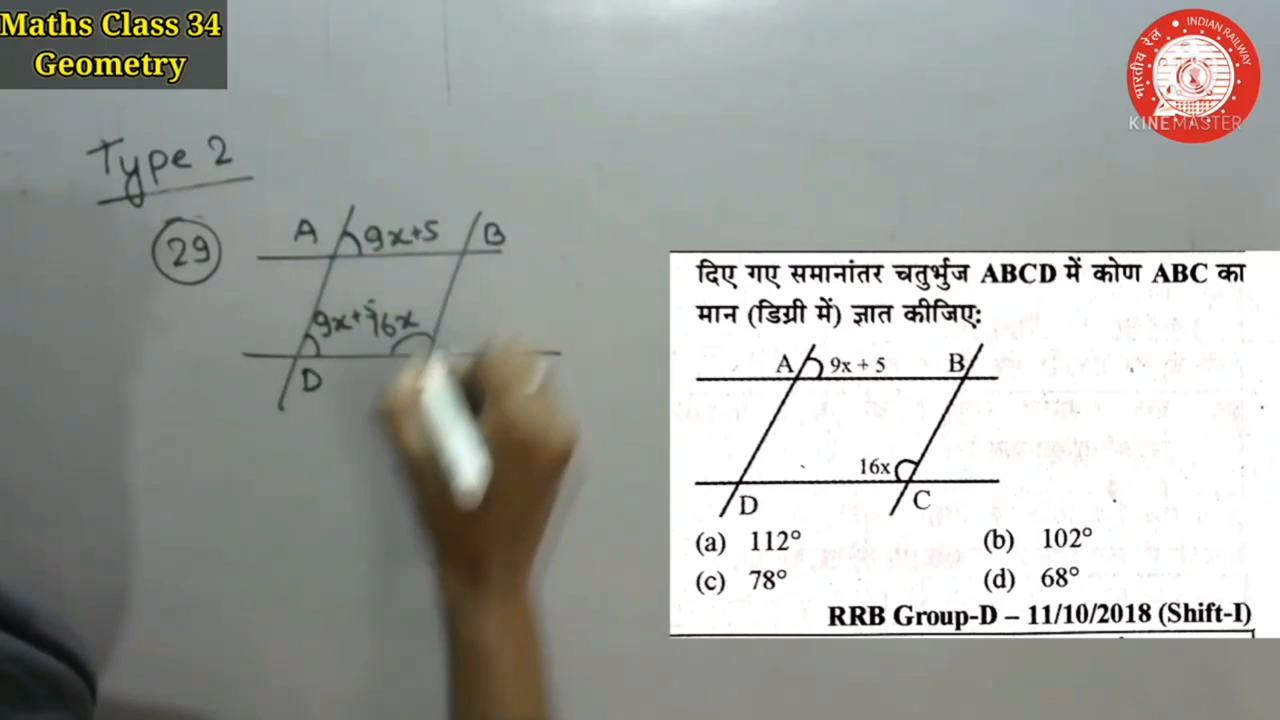 Maths Class 34
Geometry
भारतीय रेल • INDIAN RAILWAY
KINEMASTER
Type 2
29
A 9x+5 B
9x+5 16x
D
दिए गए समानांतर चतुर्भुज ABCD में कोण ABC का
मान (डिग्री में) ज्ञात कीजिए:
A 9x + 5 B
16x
D C
(a) 112° (b) 102°
(c) 78° (d) 68°
RRB Group-D – 11/10/2018 (Shift-I)